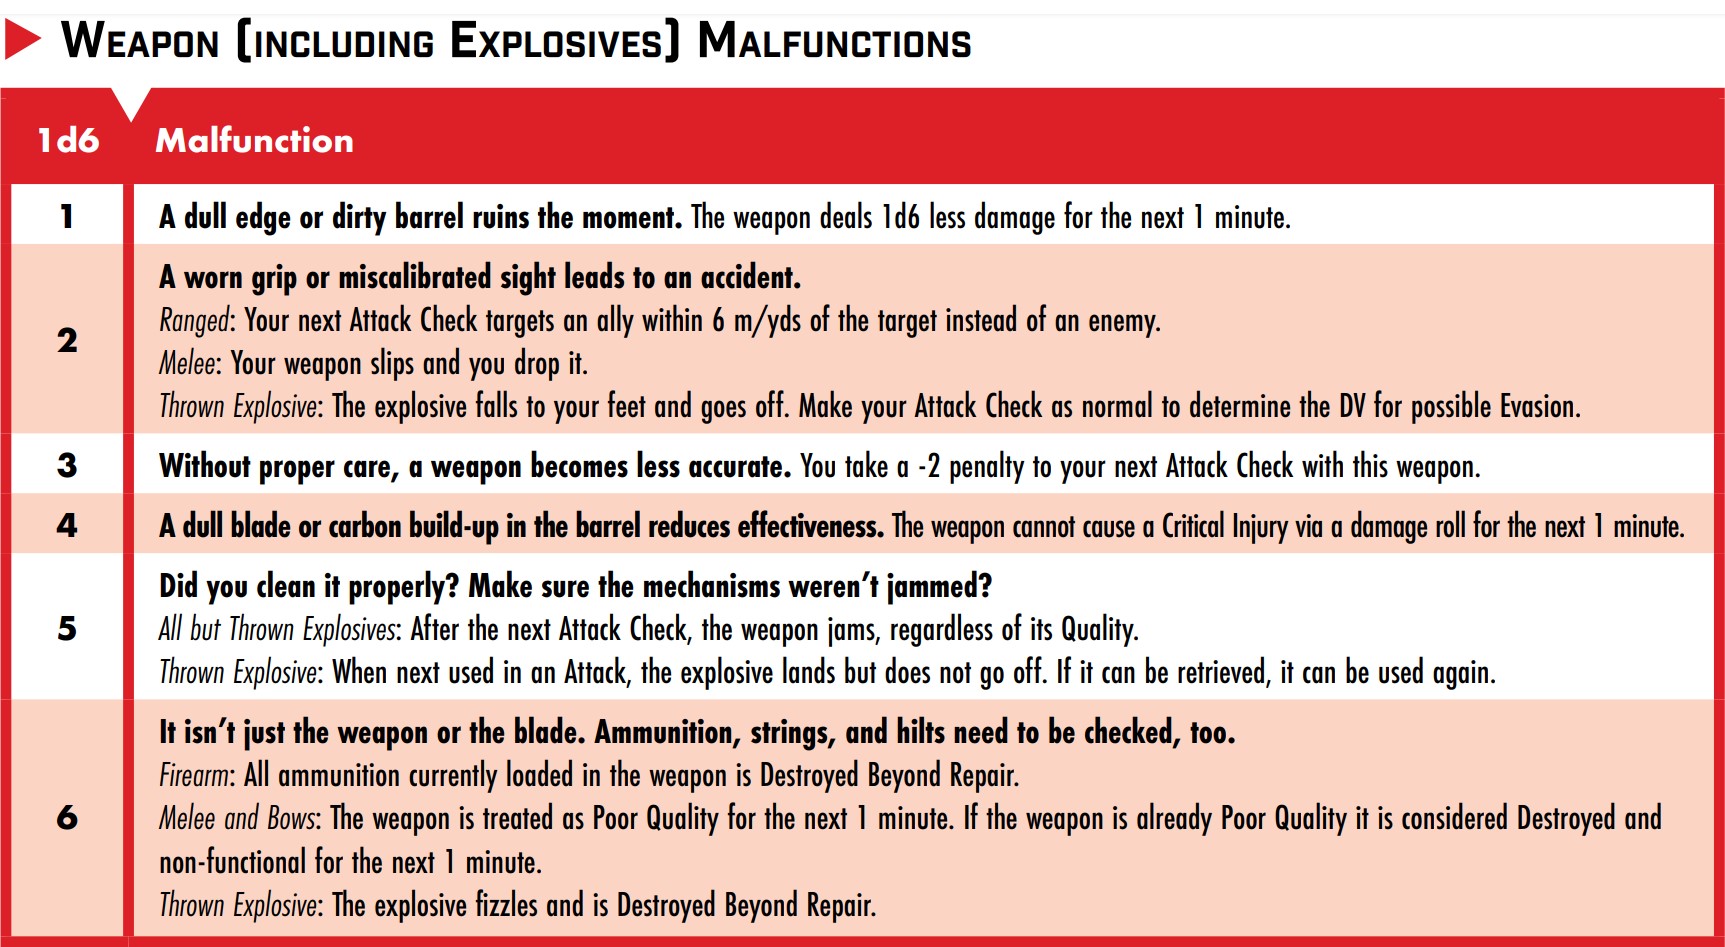 Weapon (including Explosives) Malfunctions
1d6 Malfunction
1 A dull edge or dirty barrel ruins the moment. The weapon deals 1d6 less damage for the next 1 minute.
A worn grip or miscalibrated sight leads to an accident.
Ranged: Your next Attack Check targets an ally within 6 m/yds of the target instead of an enemy.
2
Melee: Your weapon slips and you drop it.
Thrown Explosive: The explosive falls to your feet and goes off. Make your Attack Check as normal to determine the DV for possible Evasion.
3 Without proper care, a weapon becomes less accurate. You take a -2 penalty to your next Attack Check with this weapon.
4 A dull blade or carbon build-up in the barrel reduces effectiveness. The weapon cannot cause a Critical Injury via a damage roll for the next 1 minute.
Did you clean it properly? Make sure the mechanisms weren't jammed?
5 All but Thrown Explosives: After the next Attack Check, the weapon jams, regardless of its Quality.
Thrown Explosive: When next used in an Attack, the explosive lands but does not go off. If it can be retrieved, it can be used again.
It isn't just the weapon or the blade. Ammunition, strings, and hilts need to be checked, too.
Firearm: All ammunition currently loaded in the weapon is Destroyed Beyond Repair.
6 Melee and Bows: The weapon is treated as Poor Quality for the next 1 minute. If the weapon is already Poor Quality it is considered Destroyed and
non-functional for the next 1 minute.
Thrown Explosive: The explosive fizzles and is Destroyed Beyond Repair.